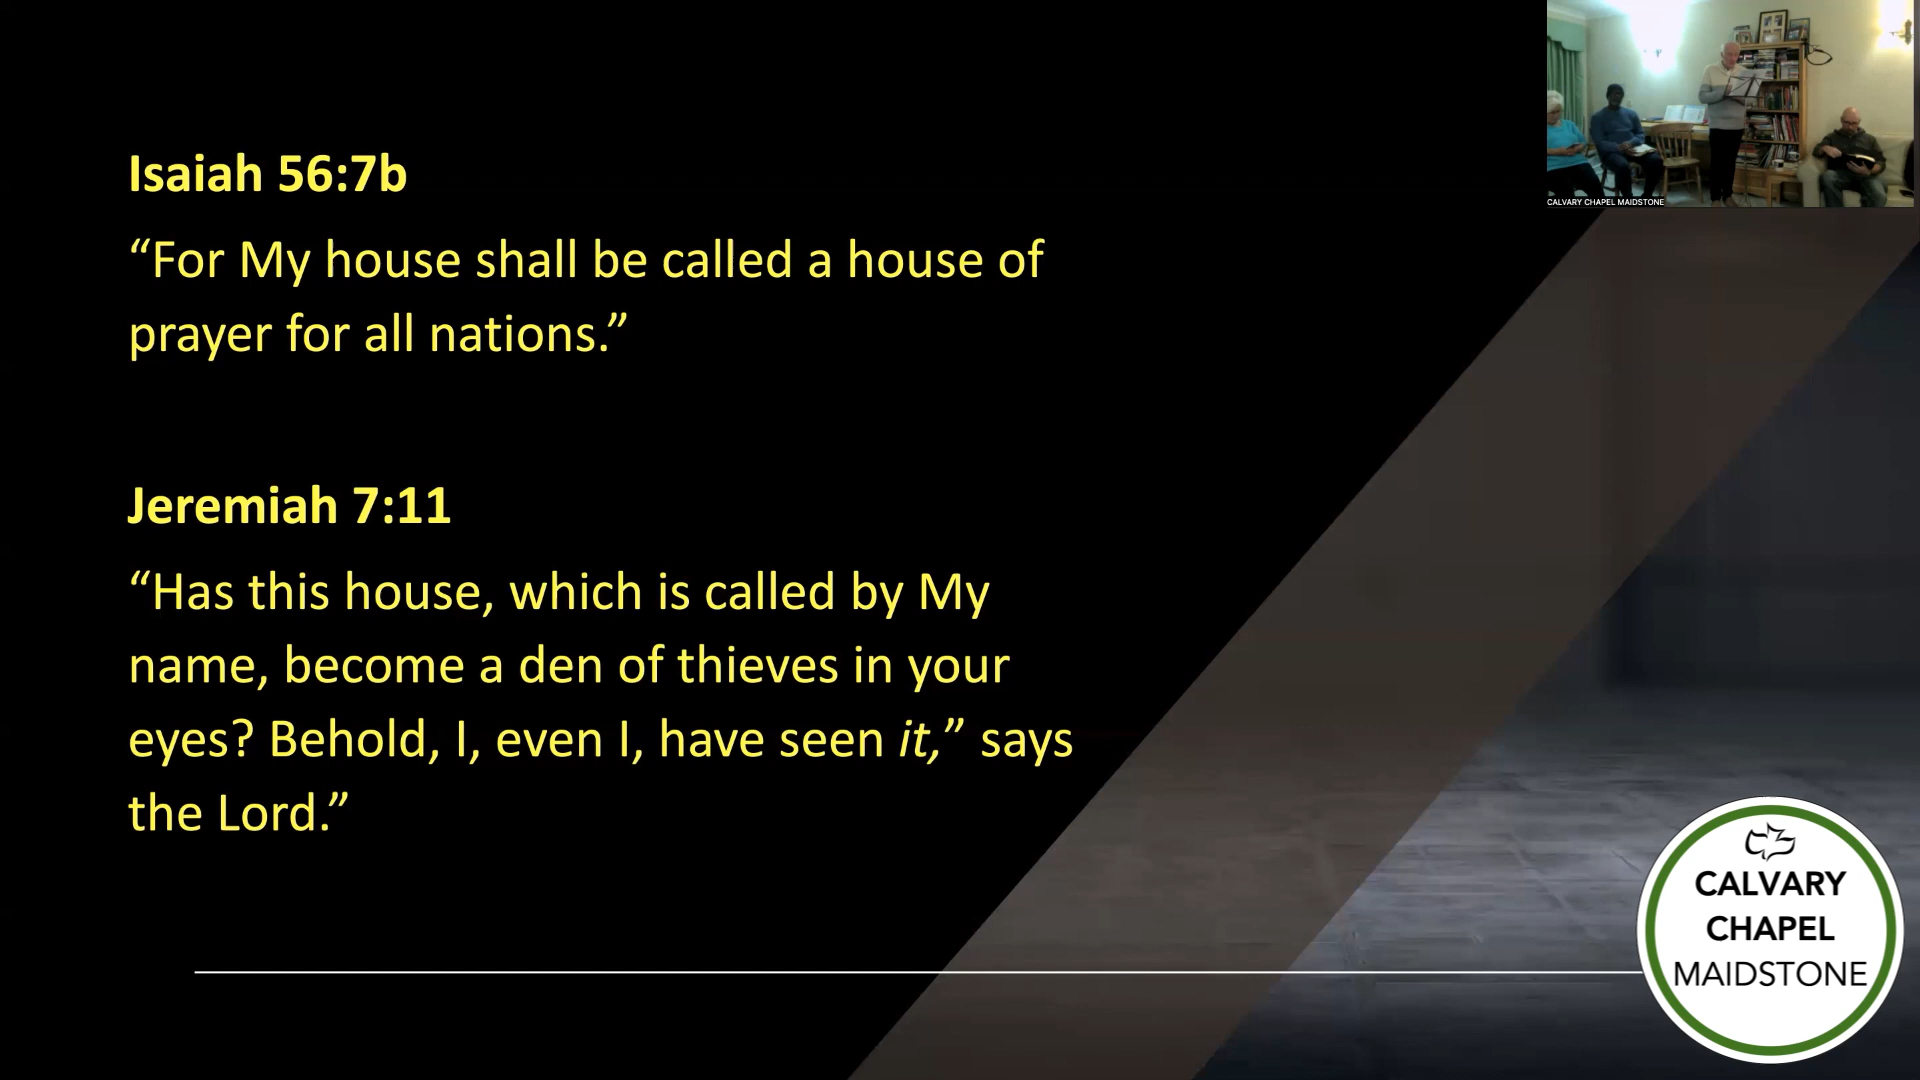 CALVARY CHAPEL MAIDSTONE
Isaiah 56:7b
“For My house shall be called a house of
prayer for all nations.”
Jeremiah 7:11
“Has this house, which is called by My
name, become a den of thieves in your
eyes? Behold, I, even I, have seen it,” says
the Lord.”
CALVARY
CHAPEL
MAIDSTONE